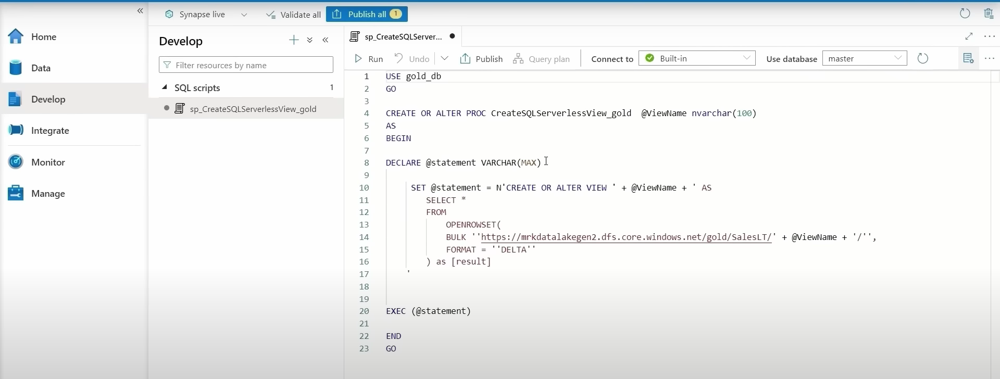 Synapse live
Validate all
Publish all 1
Home
Data
Develop
Integrate
Monitor
Manage
Develop
Filter resources by name
SQL scripts 1
sp_CreateSQLServerlessView_gold
sp_CreateSQLServer...
Run Undo Publish Query plan Connect to Built-in Use database master
1 USE gold_db
2 GO
3
4 CREATE OR ALTER PROC CreateSQLServerlessView_gold @ViewName nvarchar(100)
5 AS
6 BEGIN
7
8 DECLARE @statement VARCHAR(MAX)
9
10 SET @statement = N'CREATE OR ALTER VIEW ' + @ViewName + ' AS
11 SELECT *
12 FROM
13 OPENROWSET(
14 BULK ''https://mrkdatalakegen2.dfs.core.windows.net/gold/SalesLT/' + @ViewName + '/'',
15 FORMAT = ''DELTA''
16 ) as [result]
17 '
18
19
20 EXEC (@statement)
21
22 END
23 GO